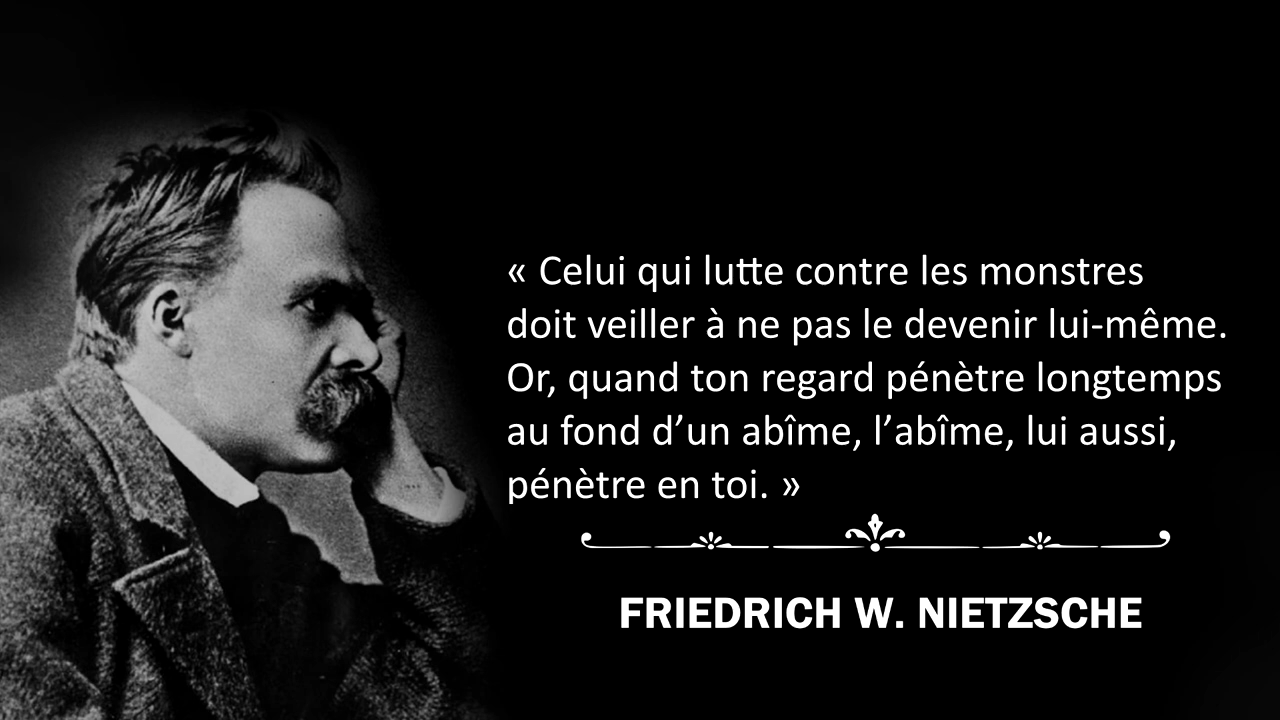 « Celui qui lutte contre les monstres
doit veiller à ne pas le devenir lui-même.
Or, quand ton regard pénètre longtemps
au fond d’un abîme, l’abîme, lui aussi,
pénètre en toi. »
FRIEDRICH W. NIETZSCHE